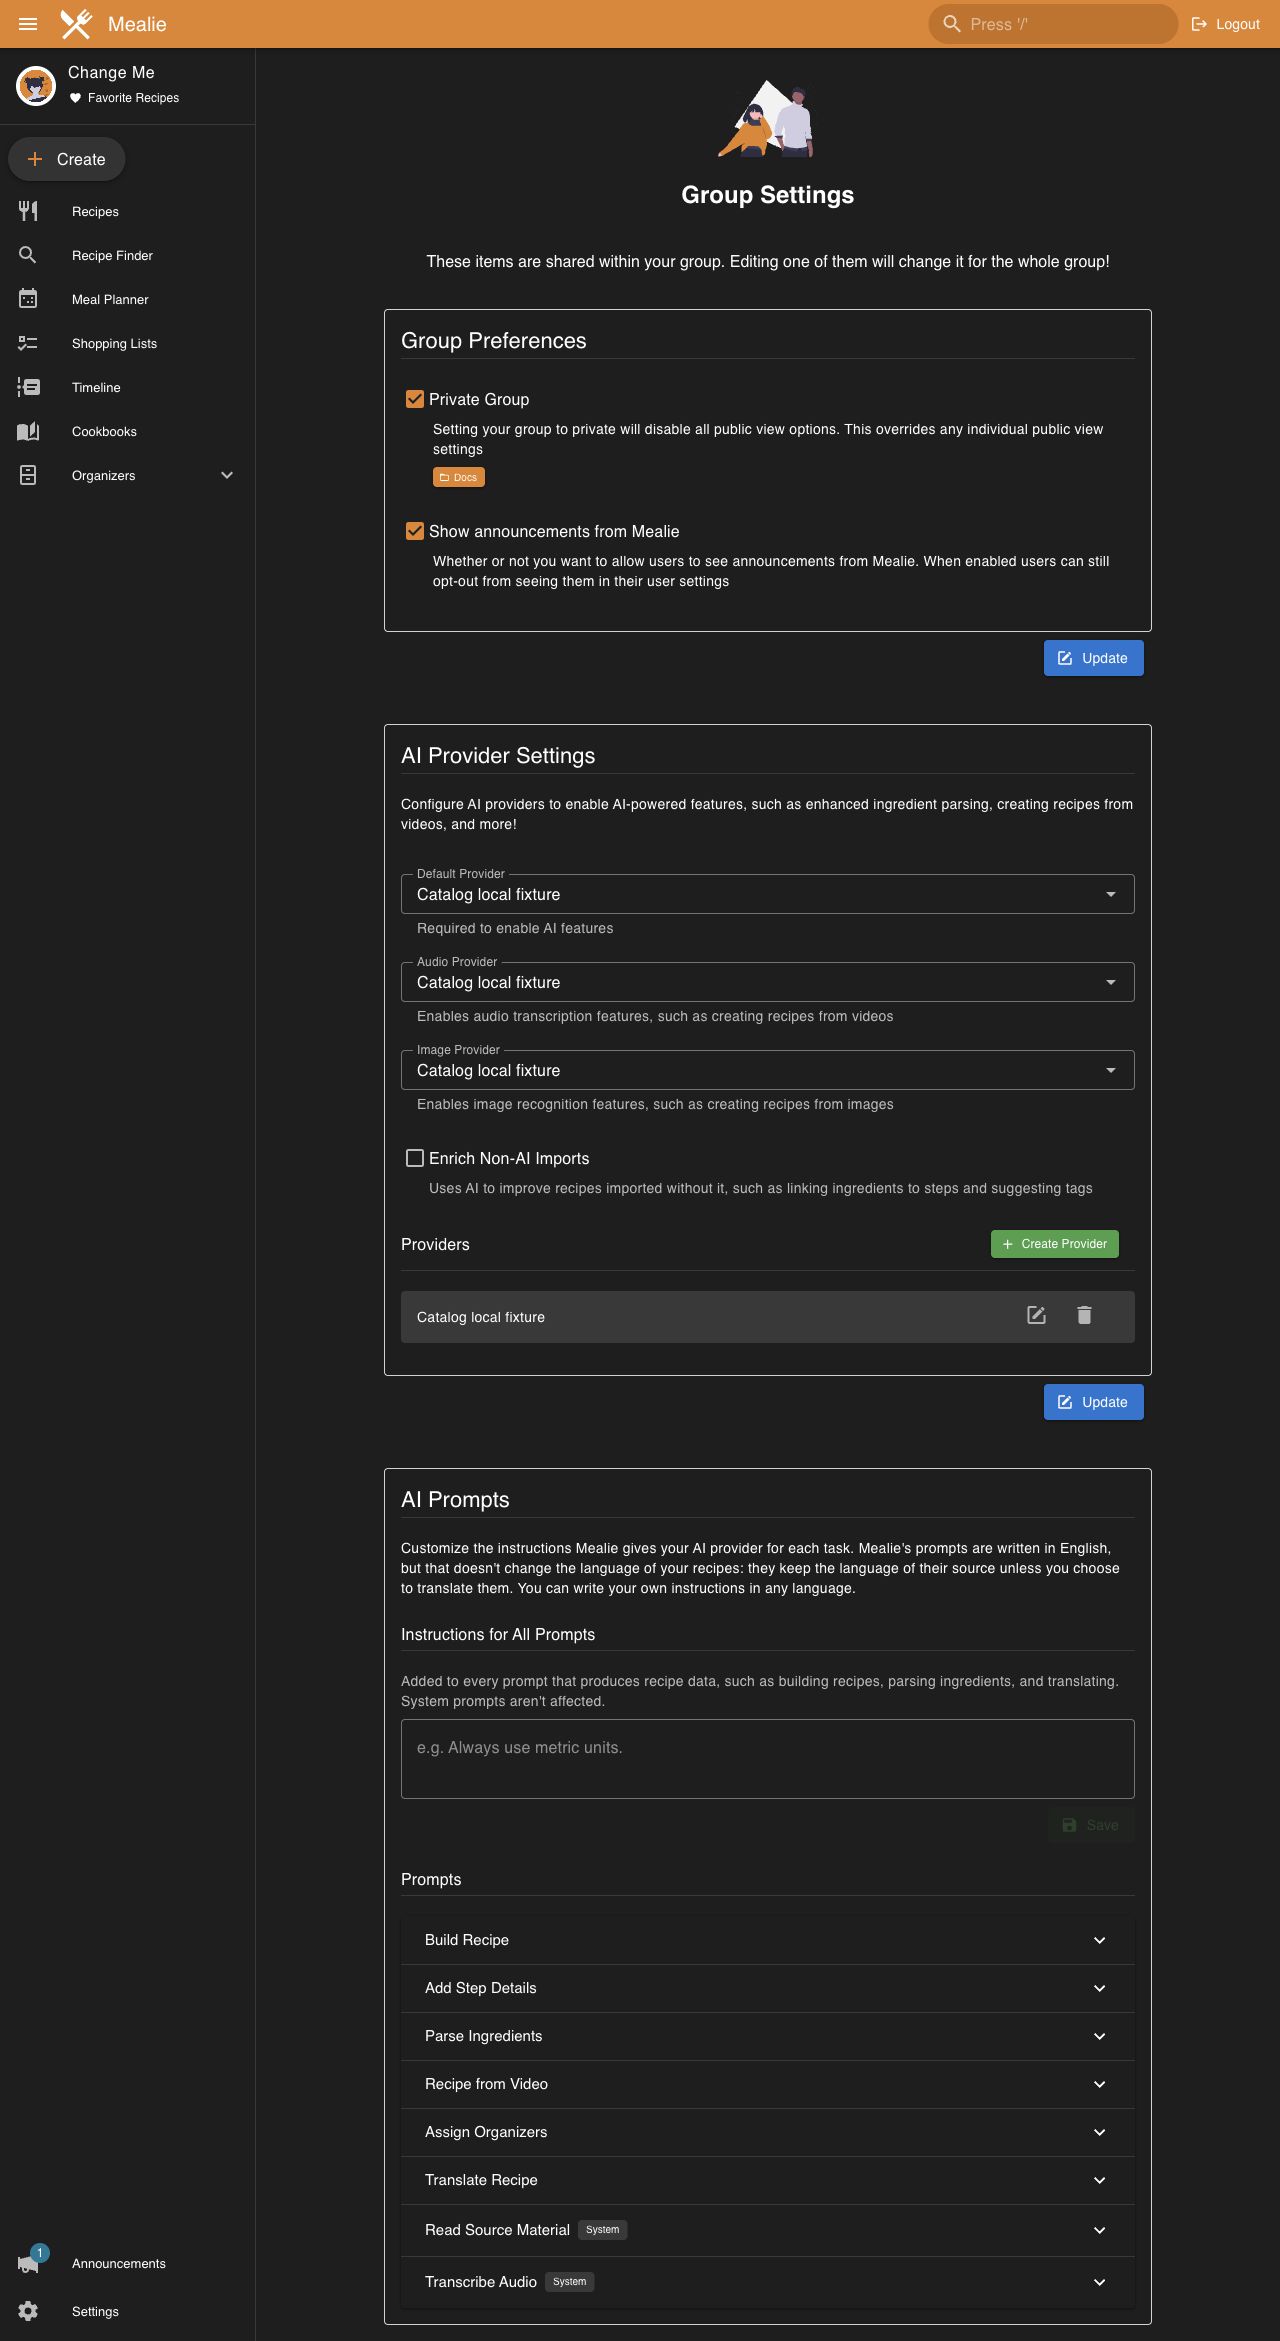 Mealie
Press '/'
Logout
Change Me
Favorite Recipes
Create
Recipes
Recipe Finder
Meal Planner
Shopping Lists
Timeline
Cookbooks
Organizers
Group Settings
These items are shared within your group. Editing one of them will change it for the whole group!
Group Preferences
Private Group
Setting your group to private will disable all public view options. This overrides any individual public view
settings
Docs
Show announcements from Mealie
Whether or not you want to allow users to see announcements from Mealie. When enabled users can still
opt-out from seeing them in their user settings
Update
AI Provider Settings
Configure AI providers to enable AI-powered features, such as enhanced ingredient parsing, creating recipes from
videos, and more!
Default Provider
Catalog local fixture
Required to enable AI features
Audio Provider
Catalog local fixture
Enables audio transcription features, such as creating recipes from videos
Image Provider
Catalog local fixture
Enables image recognition features, such as creating recipes from images
Enrich Non-AI Imports
Uses AI to improve recipes imported without it, such as linking ingredients to steps and suggesting tags
Providers
Create Provider
Catalog local fixture
Update
AI Prompts
Customize the instructions Mealie gives your AI provider for each task. Mealie's prompts are written in English,
but that doesn't change the language of your recipes: they keep the language of their source unless you choose
to translate them. You can write your own instructions in any language.
Instructions for All Prompts
Added to every prompt that produces recipe data, such as building recipes, parsing ingredients, and translating.
System prompts aren't affected.
e.g. Always use metric units.
Save
Prompts
Build Recipe
Add Step Details
Parse Ingredients
Recipe from Video
Assign Organizers
Translate Recipe
Read Source Material System
Transcribe Audio System
1
Announcements
Settings